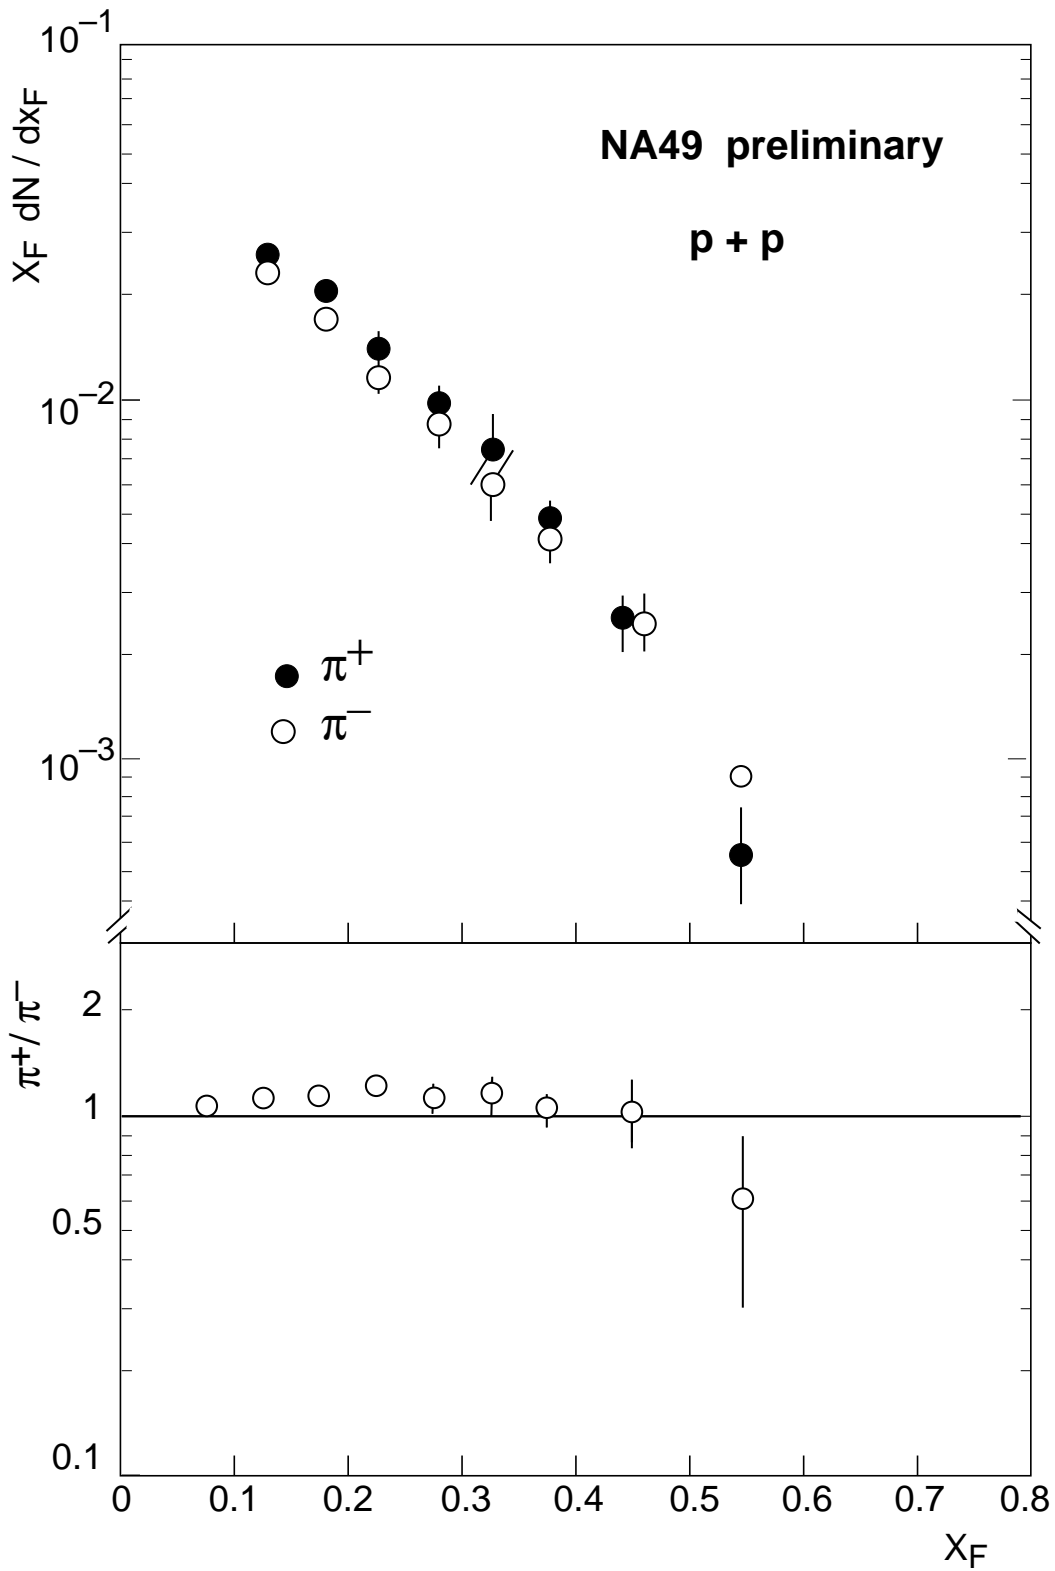 10⁻¹
X_F dN / dx_F
NA49 preliminary
p + p
10⁻²
π⁺
π⁻
10⁻³
π⁺/ π⁻
2
1
0.5
0.1
0 0.1 0.2 0.3 0.4 0.5 0.6 0.7 0.8
X_F